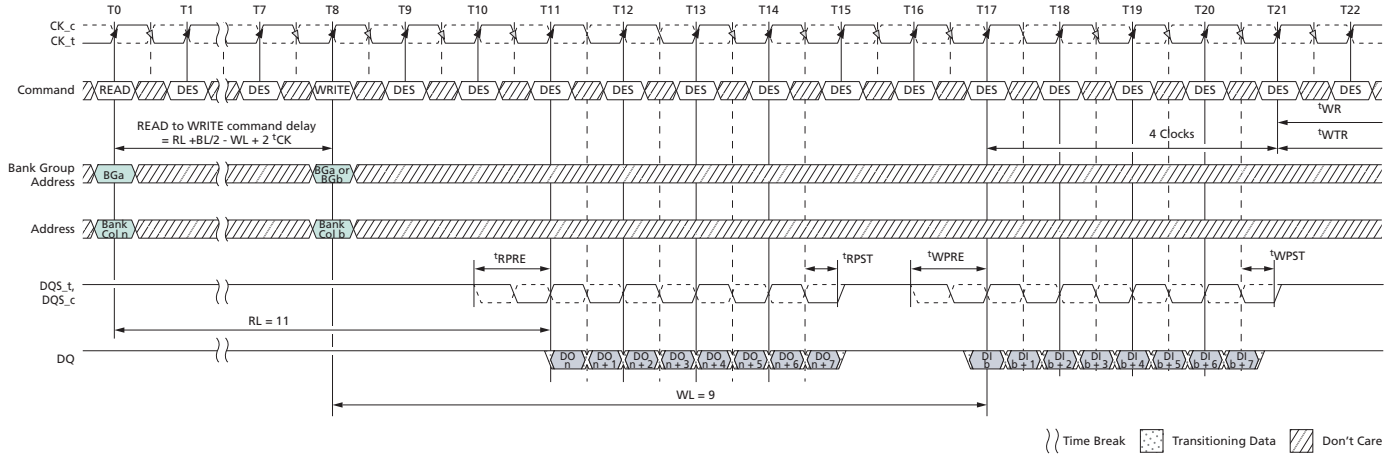 T0 T1 T7 T8 T9 T10 T11 T12 T13 T14 T15 T16 T17 T18 T19 T20 T21 T22
CK_c
CK_t
Command READ DES DES WRITE DES DES DES DES DES DES DES DES DES DES DES DES DES DES
tWR
READ to WRITE command delay
= RL +BL/2 - WL + 2 tCK
4 Clocks
tWTR
Bank Group
Address
BGa
BGa or
BGb
Address
Bank
Col n
Bank
Col b
tRPRE tRPST tWPRE tWPST
DQS_t,
DQS_c
RL = 11
DQ
DO
n
DO
n + 1
DO
n + 2
DO
n + 3
DO
n + 4
DO
n + 5
DO
n + 6
DO
n + 7
DI
b
DI
b + 1
DI
b + 2
DI
b + 3
DI
b + 4
DI
b + 5
DI
b + 6
DI
b + 7
WL = 9
Time Break Transitioning Data Don't Care